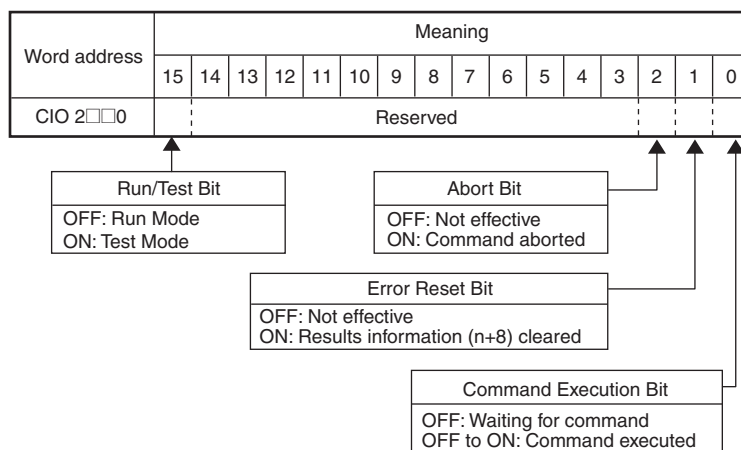 Word address
Meaning
15 14 13 12 11 10 9 8 7 6 5 4 3 2 1 0
CIO 2□□0
Reserved
Run/Test Bit
OFF: Run Mode
ON: Test Mode
Abort Bit
OFF: Not effective
ON: Command aborted
Error Reset Bit
OFF: Not effective
ON: Results information (n+8) cleared
Command Execution Bit
OFF: Waiting for command
OFF to ON: Command executed